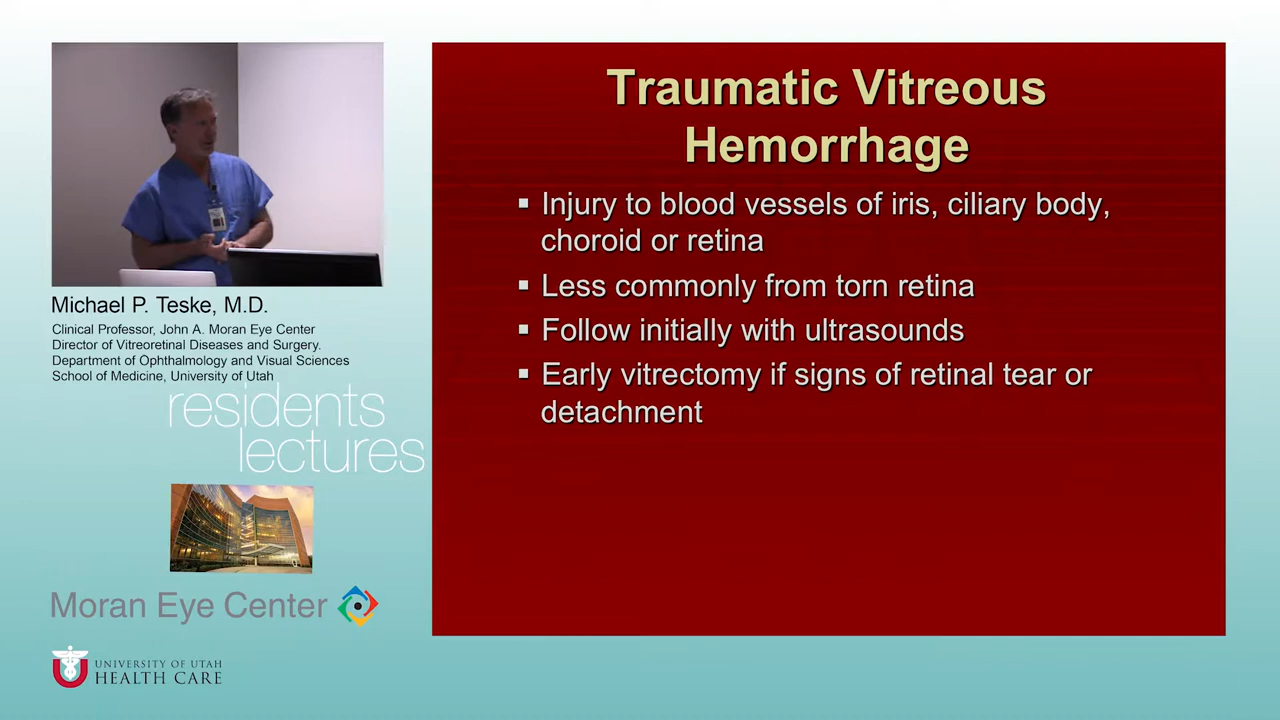 Michael P. Teske, M.D.
Clinical Professor, John A. Moran Eye Center
Director of Vitreoretinal Diseases and Surgery.
Department of Ophthalmology and Visual Sciences
School of Medicine, University of Utah
residents
lectures
Moran Eye Center
UNIVERSITY OF UTAH
HEALTH CARE
Traumatic Vitreous
Hemorrhage
▪ Injury to blood vessels of iris, ciliary body,
choroid or retina
▪ Less commonly from torn retina
▪ Follow initially with ultrasounds
▪ Early vitrectomy if signs of retinal tear or
detachment